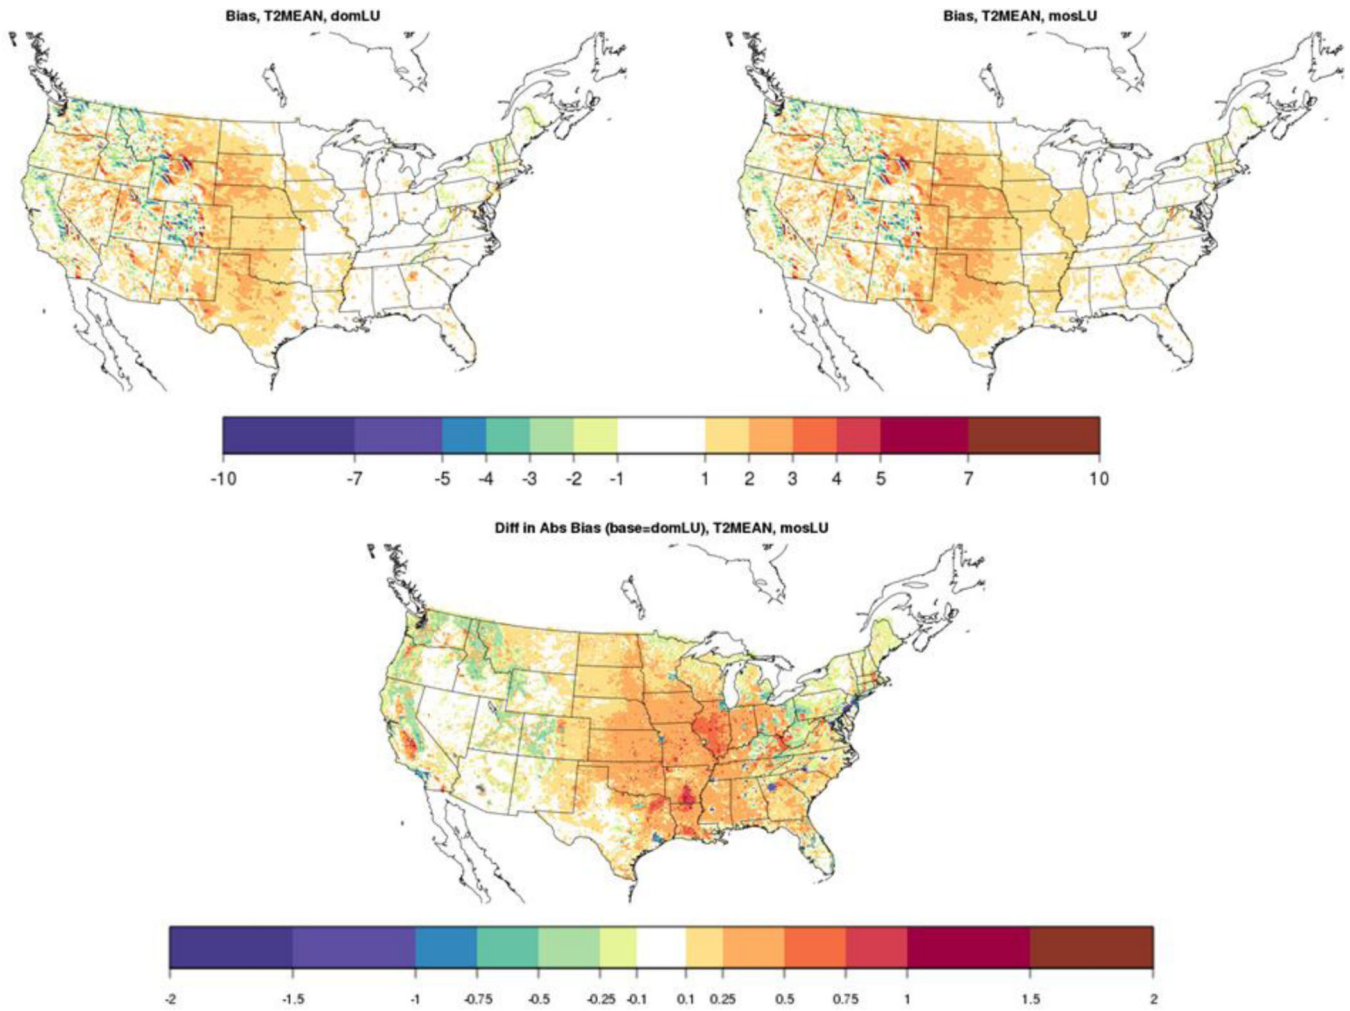 Bias, T2MEAN, domLU
Bias, T2MEAN, mosLU
-10 -7 -5 -4 -3 -2 -1 1 2 3 4 5 7 10
Diff in Abs Bias (base=domLU), T2MEAN, mosLU
-2 -1.5 -1 -0.75 -0.5 -0.25 -0.1 0.1 0.25 0.5 0.75 1 1.5 2